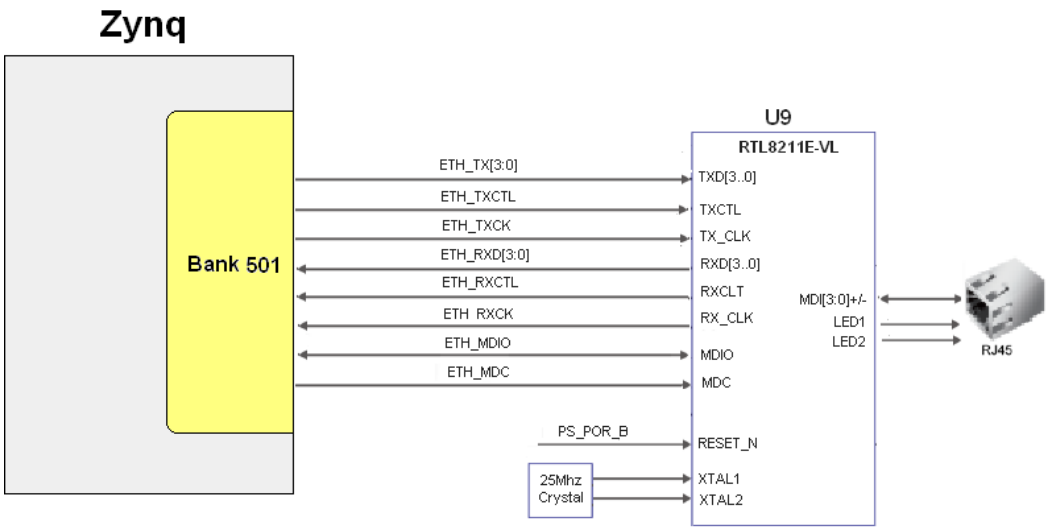 Zynq
U9
RTL8211E-VL
ETH_TX[3:0]
TXD[3..0]
ETH_TXCTL
TXCTL
ETH_TXCK
TX_CLK
ETH_RXD[3:0]
RXD[3..0]
Bank 501
ETH_RXCTL
RXCLT
MDI[3:0]+/-
ETH RXCK
RX_CLK
LED1
ETH_MDIO
MDIO
LED2
RJ45
ETH_MDC
MDC
PS_POR_B
RESET_N
25Mhz
Crystal
XTAL1
XTAL2